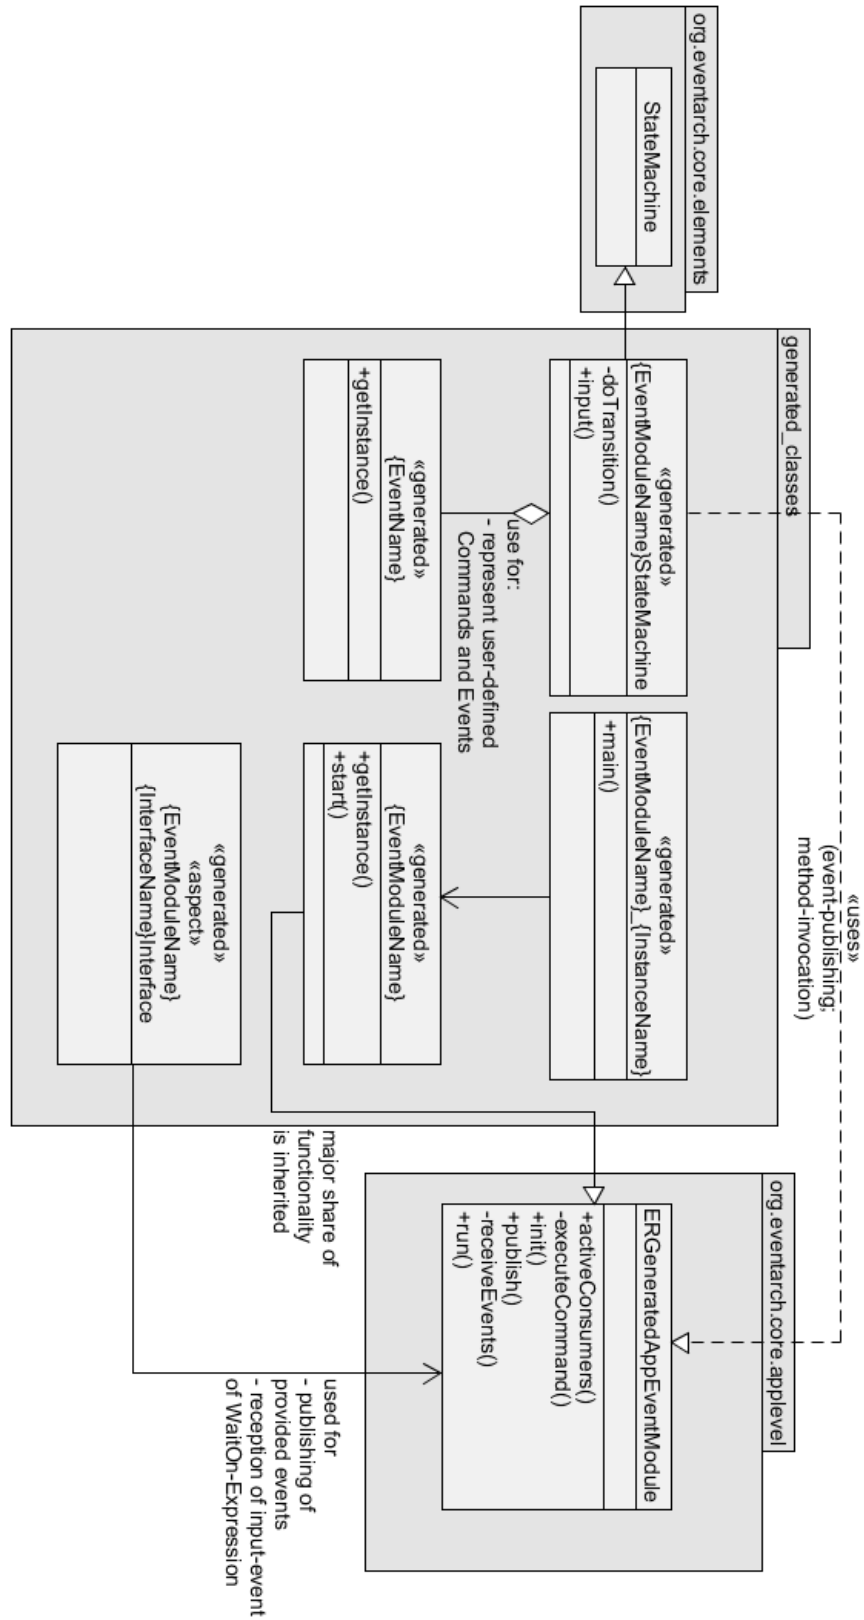 org.eventarch.core.elements
StateMachine
generated_classes
«generated»
{EventModuleName}StateMachine
-doTransition()
+input()
«generated»
{EventModuleName}_{InstanceName}
+main()
use for:
- represent user-defined
Commands and Events
«generated»
{EventName}
+getInstance()
«generated»
{EventModuleName}
+getInstance()
+start()
«generated»
«aspect»
{EventModuleName}
{InterfaceName}Interface
«uses»
(event-publishing;
method-invocation)
major share of
functionality
is inherited
org.eventarch.core.applevel
ERGeneratedAppEventModule
+activeConsumers()
-executeCommand()
+init()
+publish()
-receiveEvents()
+run()
used for
- publishing of
provided events
- reception of input-event
of WaitOn-Expression